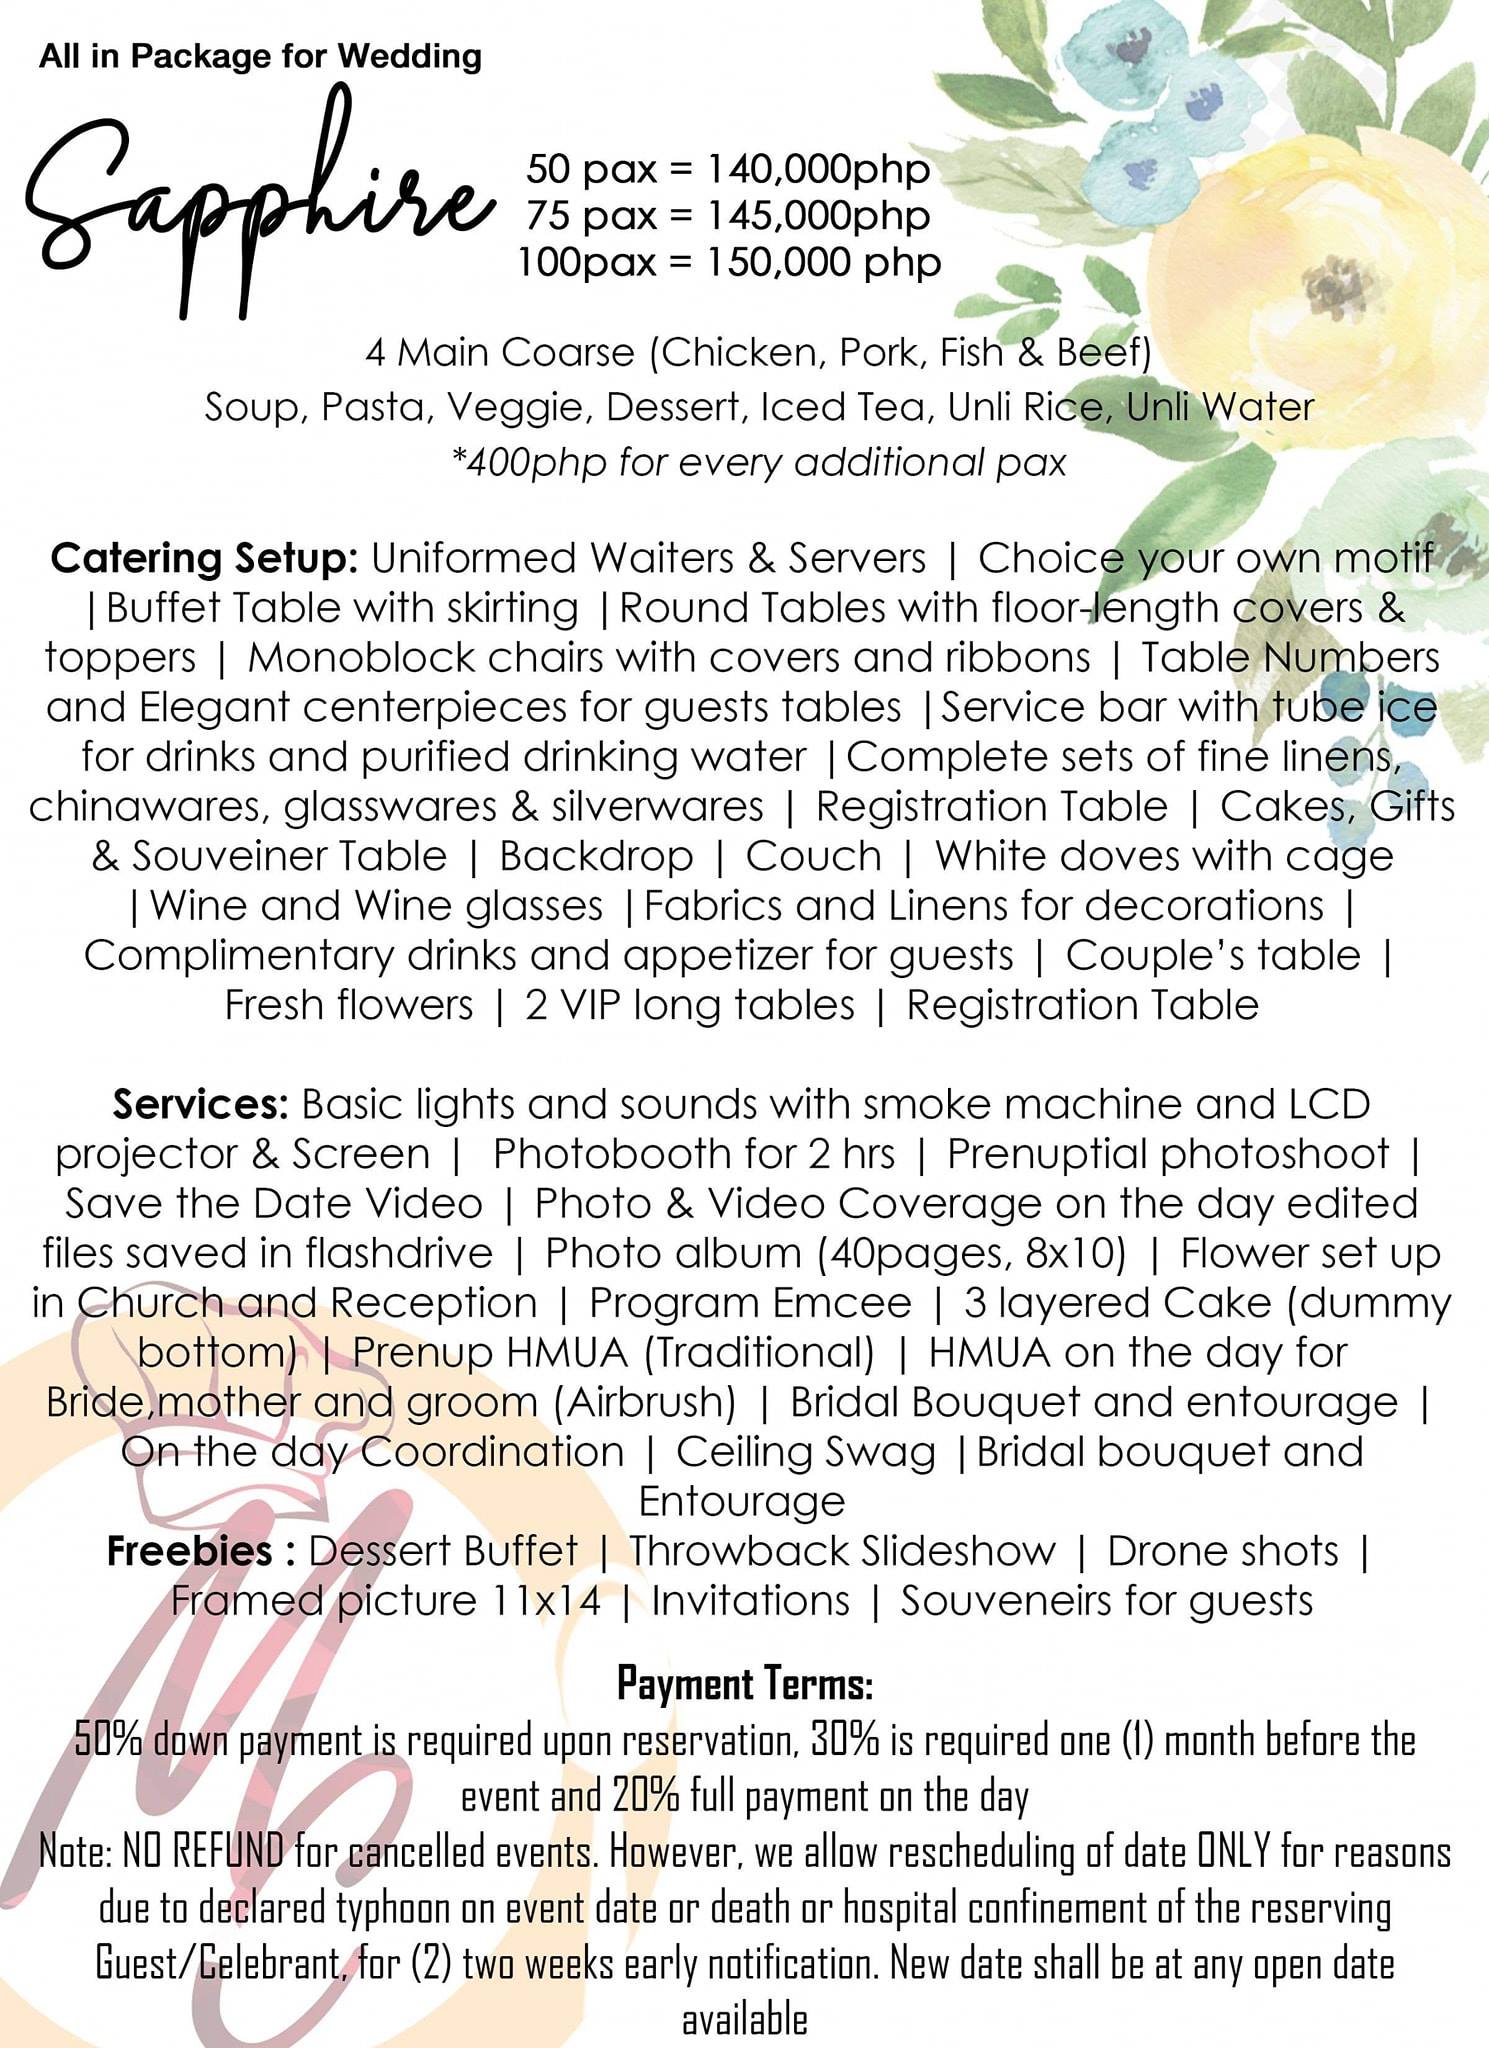 All in Package for Wedding
Sapphire
50 pax = 140,000php
75 pax = 145,000php
100pax = 150,000 php
4 Main Coarse (Chicken, Pork, Fish & Beef)
Soup, Pasta, Veggie, Dessert, Iced Tea, Unli Rice, Unli Water
*400php for every additional pax
Catering Setup: Uniformed Waiters & Servers | Choice your own motif
|Buffet Table with skirting |Round Tables with floor-length covers &
toppers | Monoblock chairs with covers and ribbons | Table Numbers
and Elegant centerpieces for guests tables |Service bar with tube ice
for drinks and purified drinking water |Complete sets of fine linens,
chinawares, glasswares & silverwares | Registration Table | Cakes, Gifts
& Souveiner Table | Backdrop | Couch | White doves with cage
|Wine and Wine glasses |Fabrics and Linens for decorations |
Complimentary drinks and appetizer for guests | Couple's table |
Fresh flowers | 2 VIP long tables | Registration Table
Services: Basic lights and sounds with smoke machine and LCD
projector & Screen | Photobooth for 2 hrs | Prenuptial photoshoot |
Save the Date Video | Photo & Video Coverage on the day edited
files saved in flashdrive | Photo album (40pages, 8x10) | Flower set up
in Church and Reception | Program Emcee | 3 layered Cake (dummy
bottom) | Prenup HMUA (Traditional) | HMUA on the day for
Bride,mother and groom (Airbrush) | Bridal Bouquet and entourage |
On the day Coordination | Ceiling Swag |Bridal bouquet and
Entourage
Freebies : Dessert Buffet | Throwback Slideshow | Drone shots |
Framed picture 11x14 | Invitations | Souveneirs for guests
Payment Terms:
50% down payment is required upon reservation, 30% is required one (1) month before the
event and 20% full payment on the day
Note: NO REFUND for cancelled events. However, we allow rescheduling of date ONLY for reasons
due to declared typhoon on event date or death or hospital confinement of the reserving
Guest/Celebrant, for (2) two weeks early notification. New date shall be at any open date
available